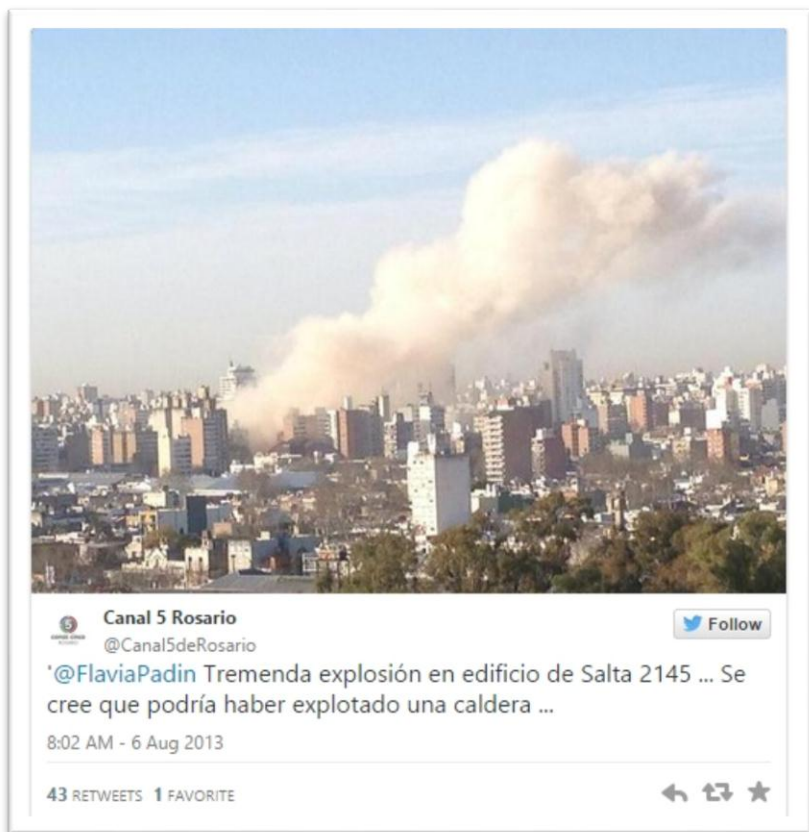 Canal 5 Rosario
@Canal5deRosario
Follow
'@FlaviaPadin Tremenda explosión en edificio de Salta 2145 ... Se
cree que podría haber explotado una caldera ...
8:02 AM - 6 Aug 2013
43 RETWEETS 1 FAVORITE